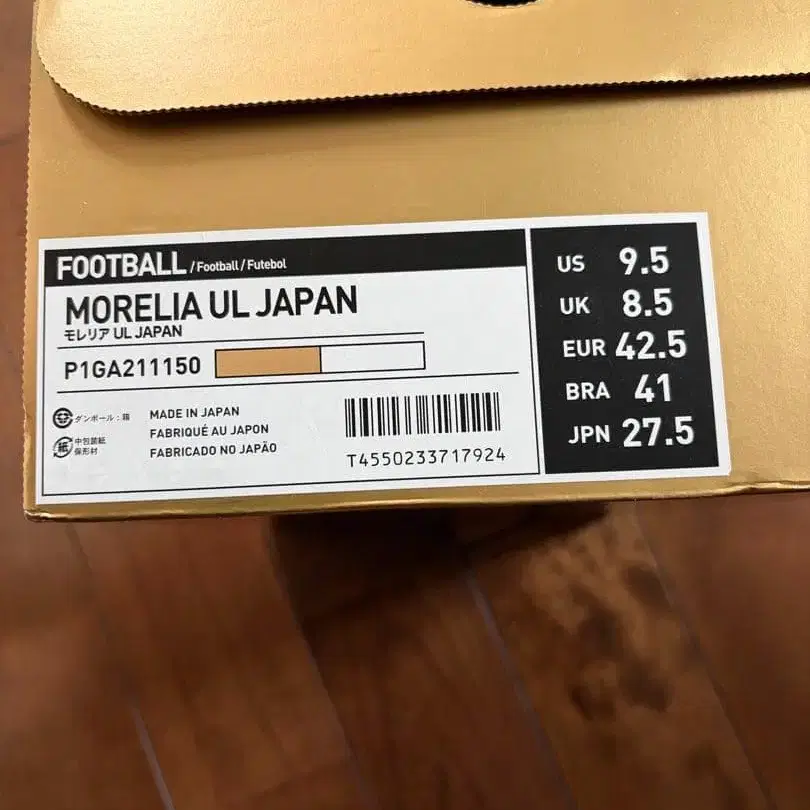 FOOTBALL / Football / Futebol
MORELIA UL JAPAN
モレリア UL JAPAN
P1GA211150
ダンボール：箱
中包装紙
保形材
MADE IN JAPAN
FABRIQUÉ AU JAPON
FABRICADO NO JAPÃO
T4550233717924
US 9.5
UK 8.5
EUR 42.5
BRA 41
JPN 27.5